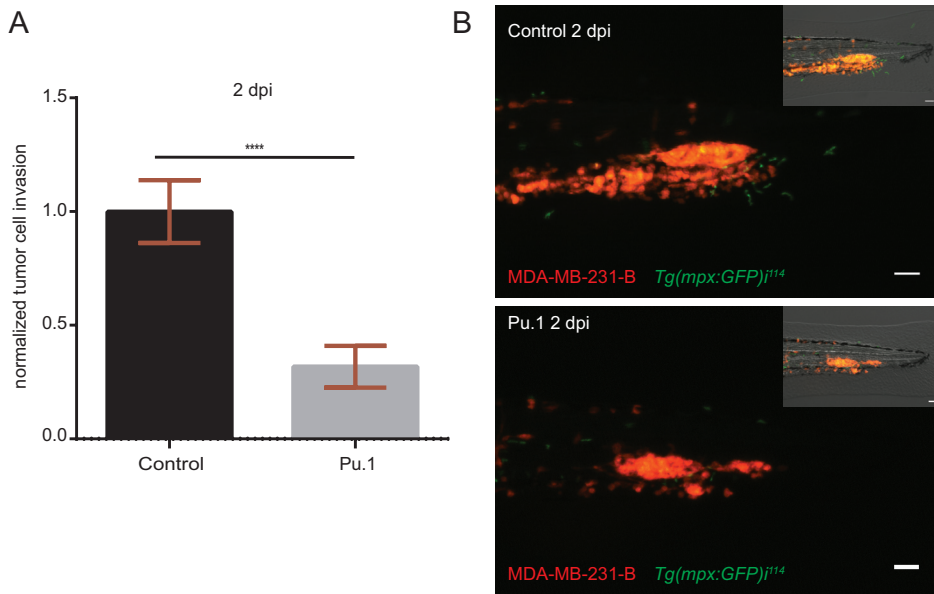 A
2 dpi
****
1.5
1.0
0.5
0.0
normalized tumor cell invasion
Control
Pu.1
B
Control 2 dpi
MDA-MB-231-B Tg(mpx:GFP)i¹¹⁴
Pu.1 2 dpi
MDA-MB-231-B Tg(mpx:GFP)i¹¹⁴